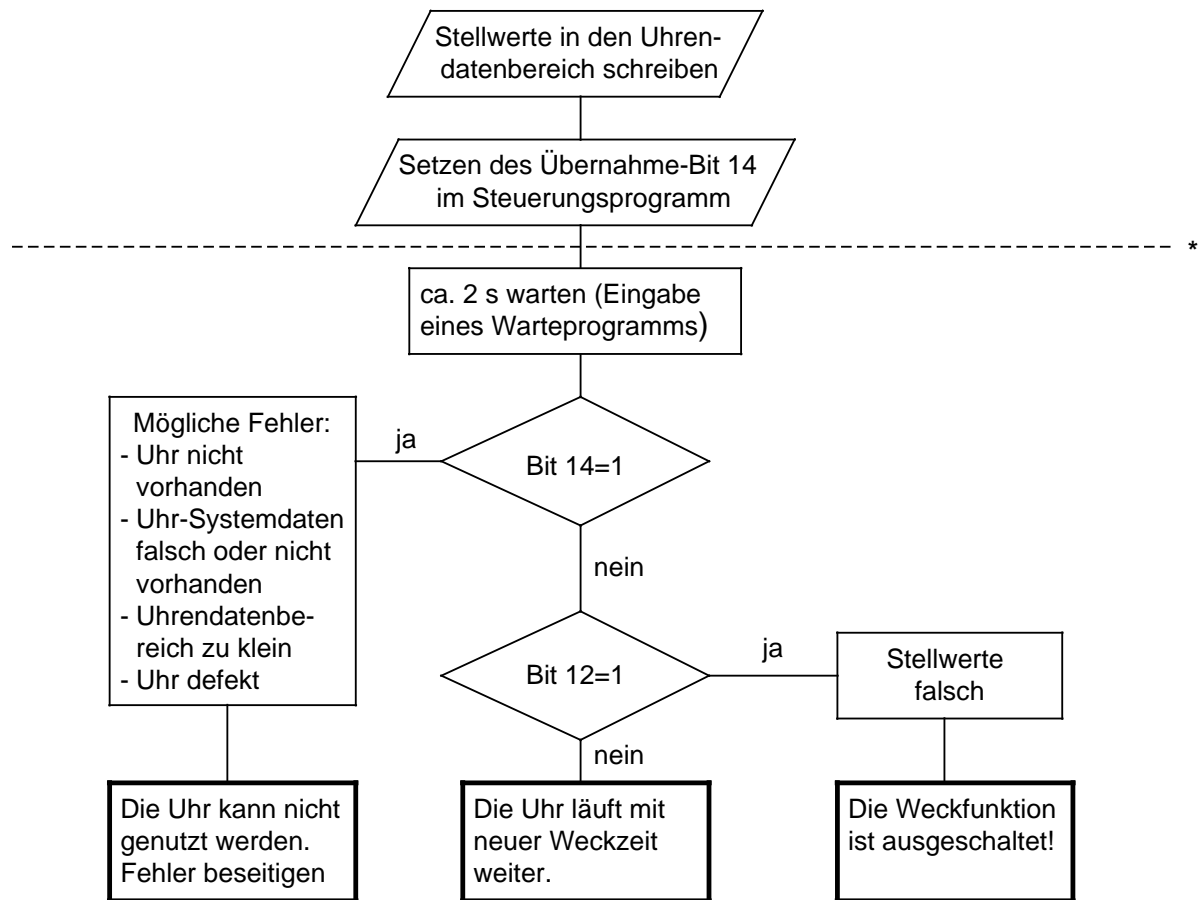 Stellwerte in den Uhren-
datenbereich schreiben
Setzen des Übernahme-Bit 14
im Steuerungsprogramm
*
ca. 2 s warten (Eingabe
eines Warteprogramms)
Mögliche Fehler:
- Uhr nicht
vorhanden
- Uhr-Systemdaten
falsch oder nicht
vorhanden
- Uhrendatenbe-
reich zu klein
- Uhr defekt
ja
Bit 14=1
nein
Bit 12=1
ja
Stellwerte
falsch
nein
Die Uhr kann nicht
genutzt werden.
Fehler beseitigen
Die Uhr läuft mit
neuer Weckzeit
weiter.
Die Weckfunktion
ist ausgeschaltet!